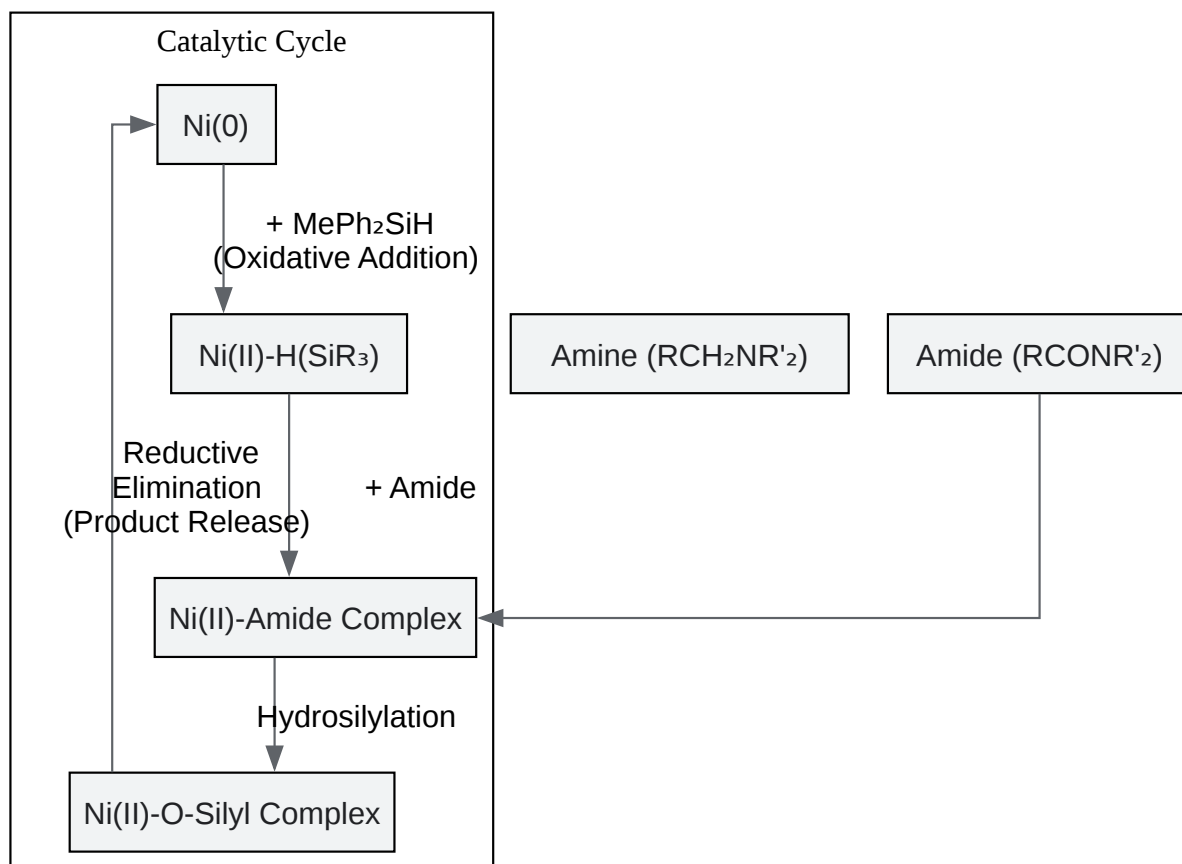 Catalytic Cycle
Ni(0)
+ MePh₂SiH
(Oxidative Addition)
Ni(II)-H(SiR₃)
Amine (RCH₂NR'₂)
Amide (RCONR'₂)
Reductive
Elimination
(Product Release)
+ Amide
Ni(II)-Amide Complex
Hydrosilylation
Ni(II)-O-Silyl Complex